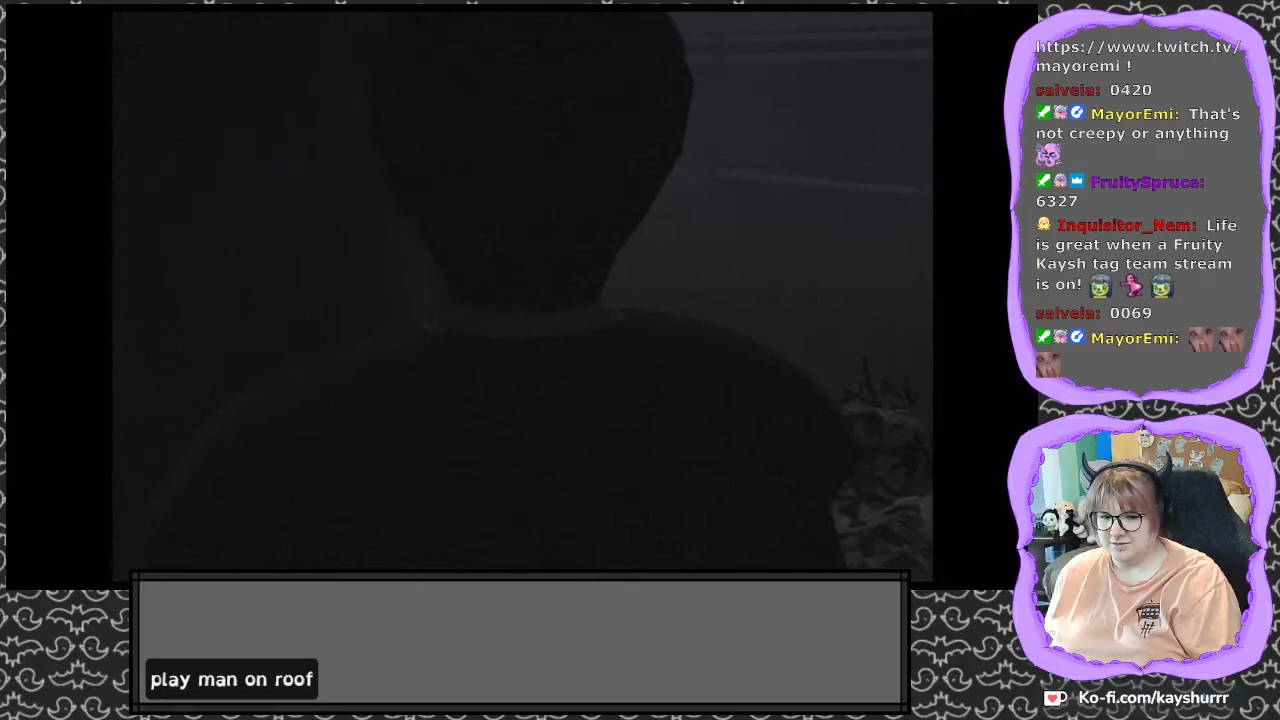 https://www.twitch.tv/
mayoremi !
salveia: 0420
MayorEmi: That's
not creepy or anything
FruitySpruce:
6327
Inquisitor_Nem: Life
is great when a Fruity
Kaysh tag team stream
is on!
salveia: 0069
MayorEmi:
play man on roof
Ko-fi.com/kayshurrr